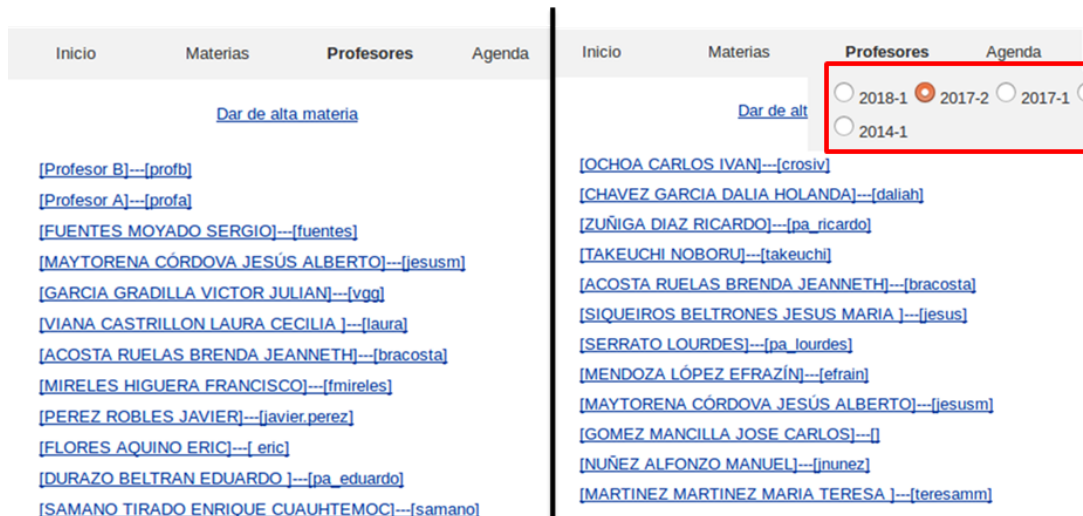 Inicio Materias Profesores Agenda
Dar de alta materia
[Profesor B]---[profb]
[Profesor A]---[profa]
[FUENTES MOYADO SERGIO]---[fuentes]
[MAYTORENA CÓRDOVA JESÚS ALBERTO]---[jesusm]
[GARCIA GRADILLA VICTOR JULIAN]---[vgg]
[VIANA CASTRILLON LAURA CECILIA ]---[laura]
[ACOSTA RUELAS BRENDA JEANNETH]---[bracosta]
[MIRELES HIGUERA FRANCISCO]---[fmireles]
[PEREZ ROBLES JAVIER]---[javier.perez]
[FLORES AQUINO ERIC]---[ eric]
[DURAZO BELTRAN EDUARDO ]---[pa_eduardo]
[SAMANO TIRADO ENRIQUE CUAUHTEMOC]---[samano]
Inicio Materias Profesores Agenda
2018-1 2017-2 2017-1
2014-1
Dar de alt
[OCHOA CARLOS IVAN]---[crosiv]
[CHAVEZ GARCIA DALIA HOLANDA]---[daliah]
[ZUÑIGA DIAZ RICARDO]---[pa_ricardo]
[TAKEUCHI NOBORU]---[takeuchi]
[ACOSTA RUELAS BRENDA JEANNETH]---[bracosta]
[SIQUEIROS BELTRONES JESUS MARIA ]---[jesus]
[SERRATO LOURDES]---[pa_lourdes]
[MENDOZA LÓPEZ EFRAZÍN]---[efrain]
[MAYTORENA CÓRDOVA JESÚS ALBERTO]---[jesusm]
[GOMEZ MANCILLA JOSE CARLOS]---[]
[NUÑEZ ALFONZO MANUEL]---[jnunez]
[MARTINEZ MARTINEZ MARIA TERESA ]---[teresamm]